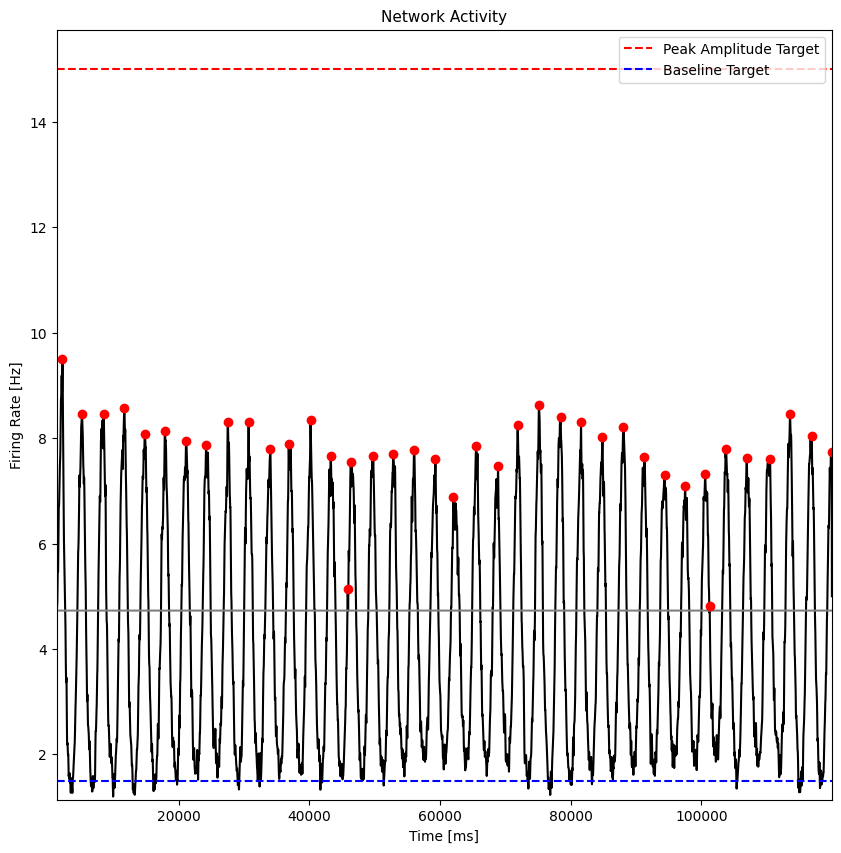 Network Activity
Peak Amplitude Target
Baseline Target
Firing Rate [Hz]
14
12
10
8
6
4
2
20000 40000 60000 80000 100000
Time [ms]